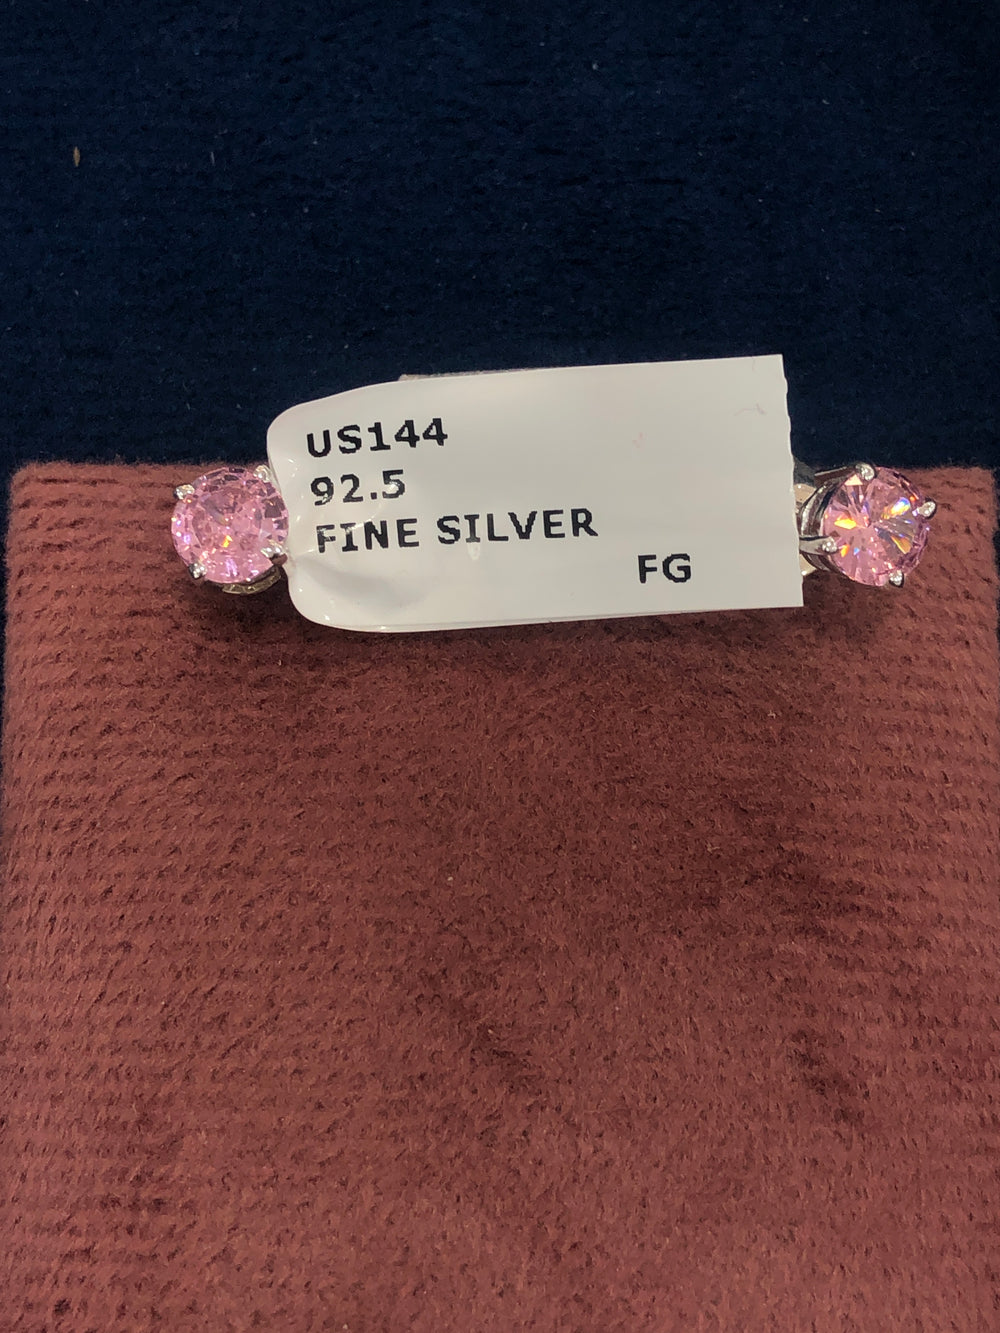 US144
92.5
FINE SILVER
FG